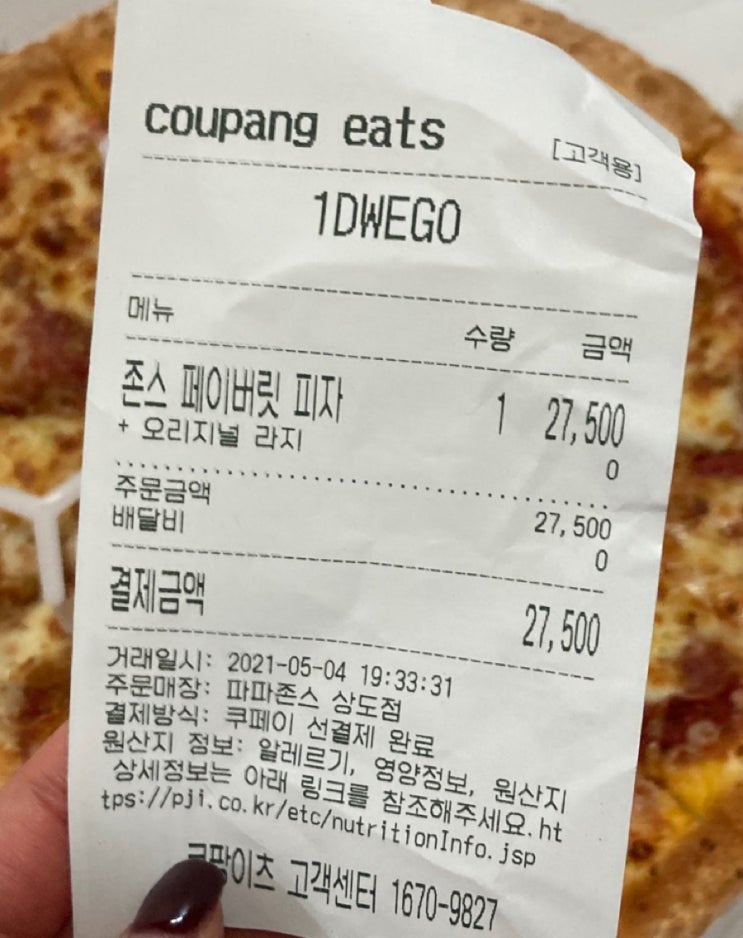 coupang eats
[고객용]
1DWEGO
메뉴 수량 금액
존스 페이버릿 피자 1 27,500
+ 오리지널 라지 0
주문금액 27,500
배달비 0
결제금액 27,500
거래일시: 2021-05-04 19:33:31
주문매장: 파파존스 상도점
결제방식: 쿠페이 선결제 완료
원산지 정보: 알레르기, 영양정보, 원산지
상세정보는 아래 링크를 참조해주세요.ht
tps://pji.co.kr/etc/nutritionInfo.jsp
쿠팡이츠 고객센터 1670-9827